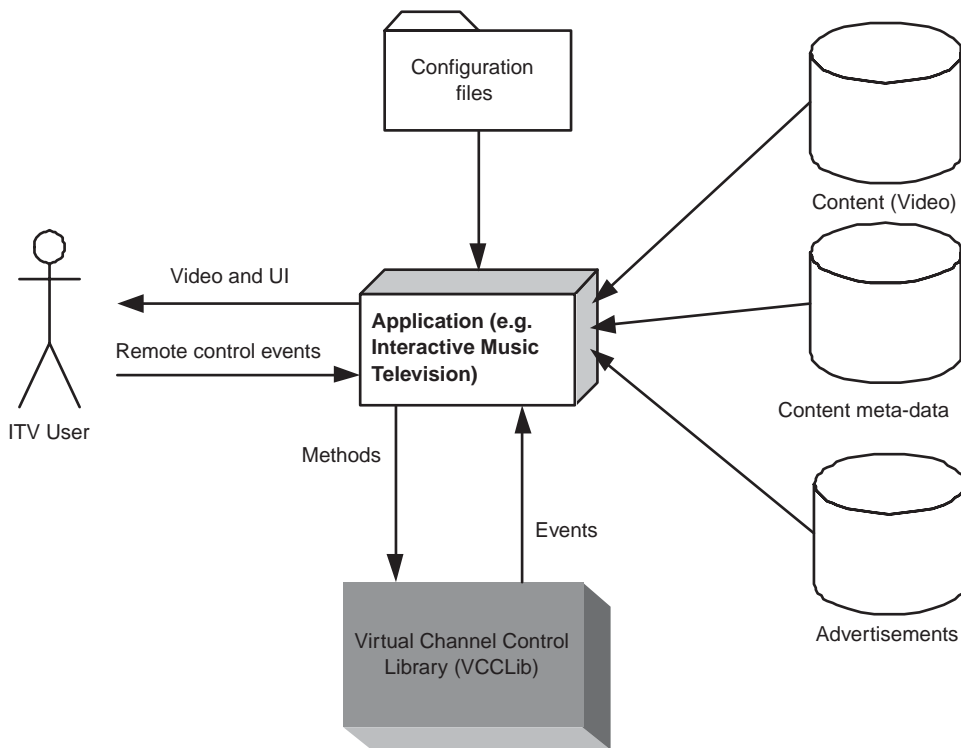 Configuration
files
Content (Video)
Video and UI
Application (e.g.
Interactive Music
Television)
Remote control events
Content meta-data
ITV User
Methods
Events
Virtual Channel Control
Library (VCCLib)
Advertisements